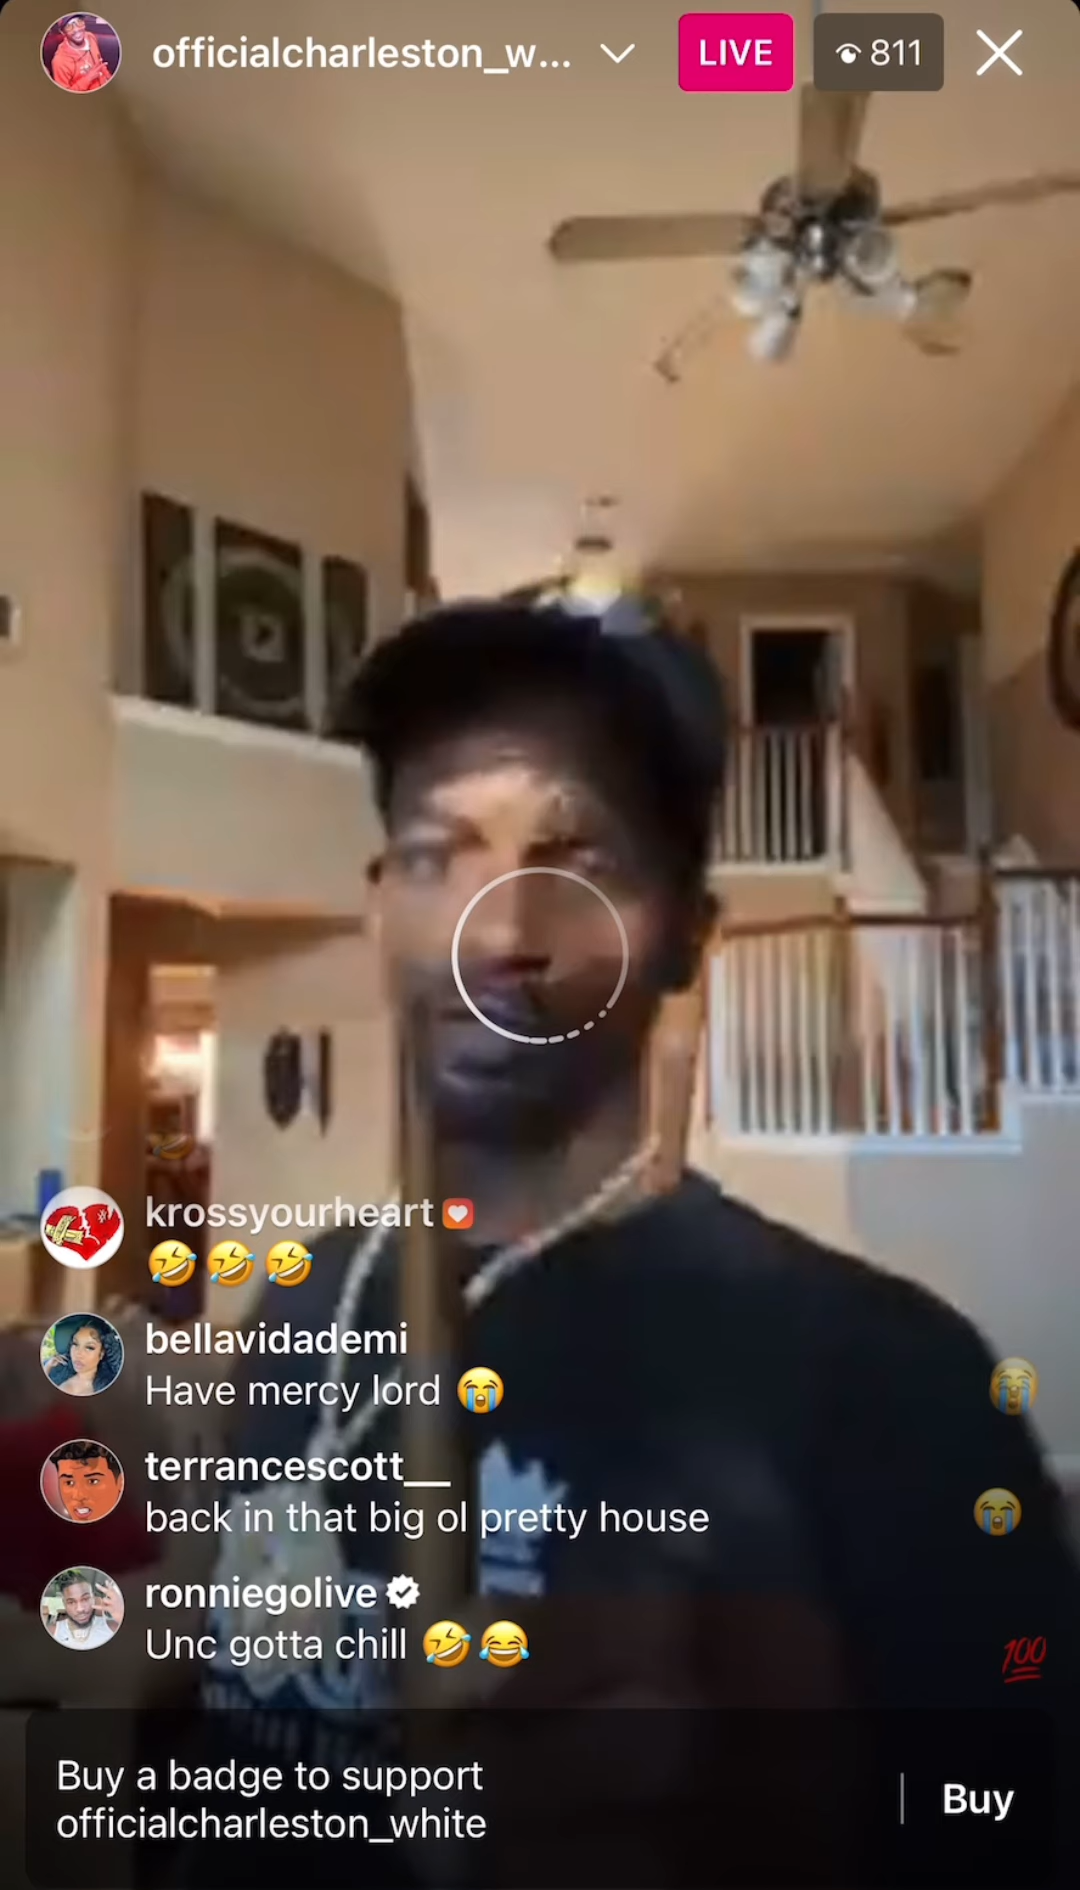 officialcharleston_w...
LIVE
811
krossyourheart
🤣🤣🤣
bellavidademi
Have mercy lord 😭
terrancescott__
back in that big ol pretty house
ronniegolive
Unc gotta chill 🤣😂
💯
Buy a badge to support
officialcharleston_white
Buy